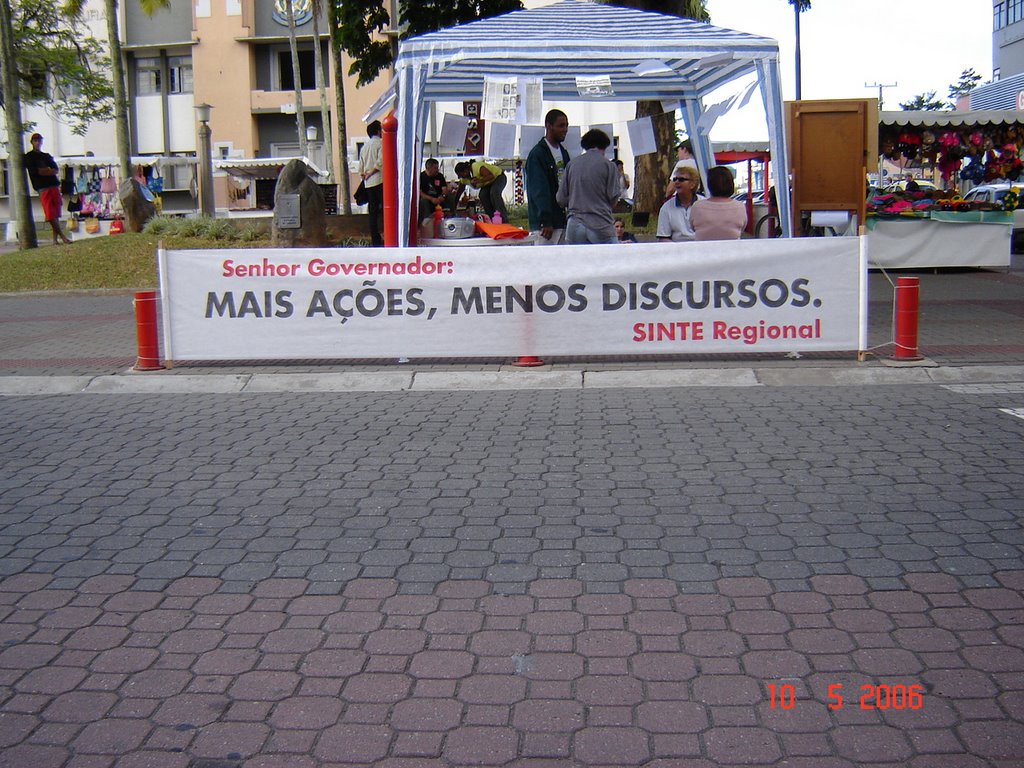 Senhor Governador:
MAIS AÇÕES, MENOS DISCURSOS.
SINTE Regional
10 5 2006